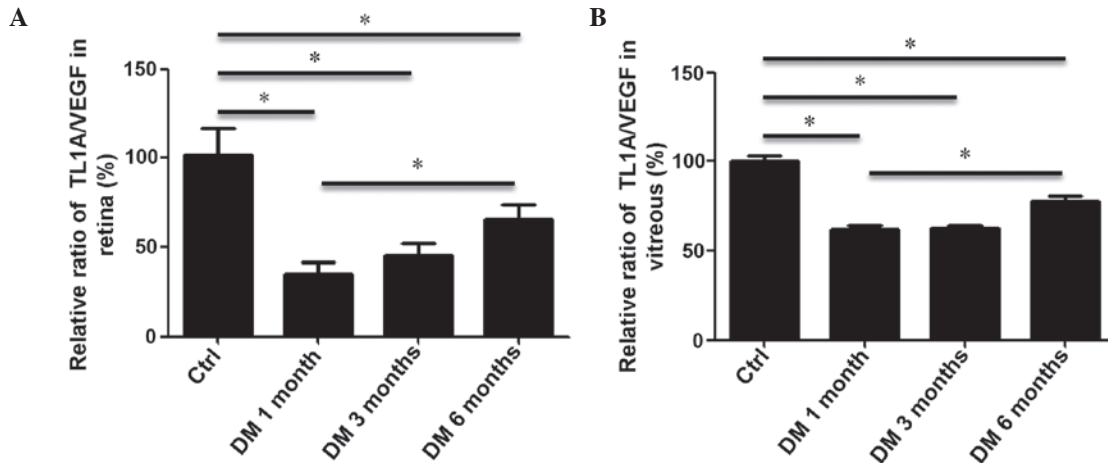 A
Relative ratio of TL1A/VEGF in
retina (%)
150
100
50
0
*
*
*
*
Ctrl
DM 1 month
DM 3 months
DM 6 months
B
Relative ratio of TL1A/VEGF in
vitreous (%)
150
100
50
0
*
*
*
*
Ctrl
DM 1 month
DM 3 months
DM 6 months